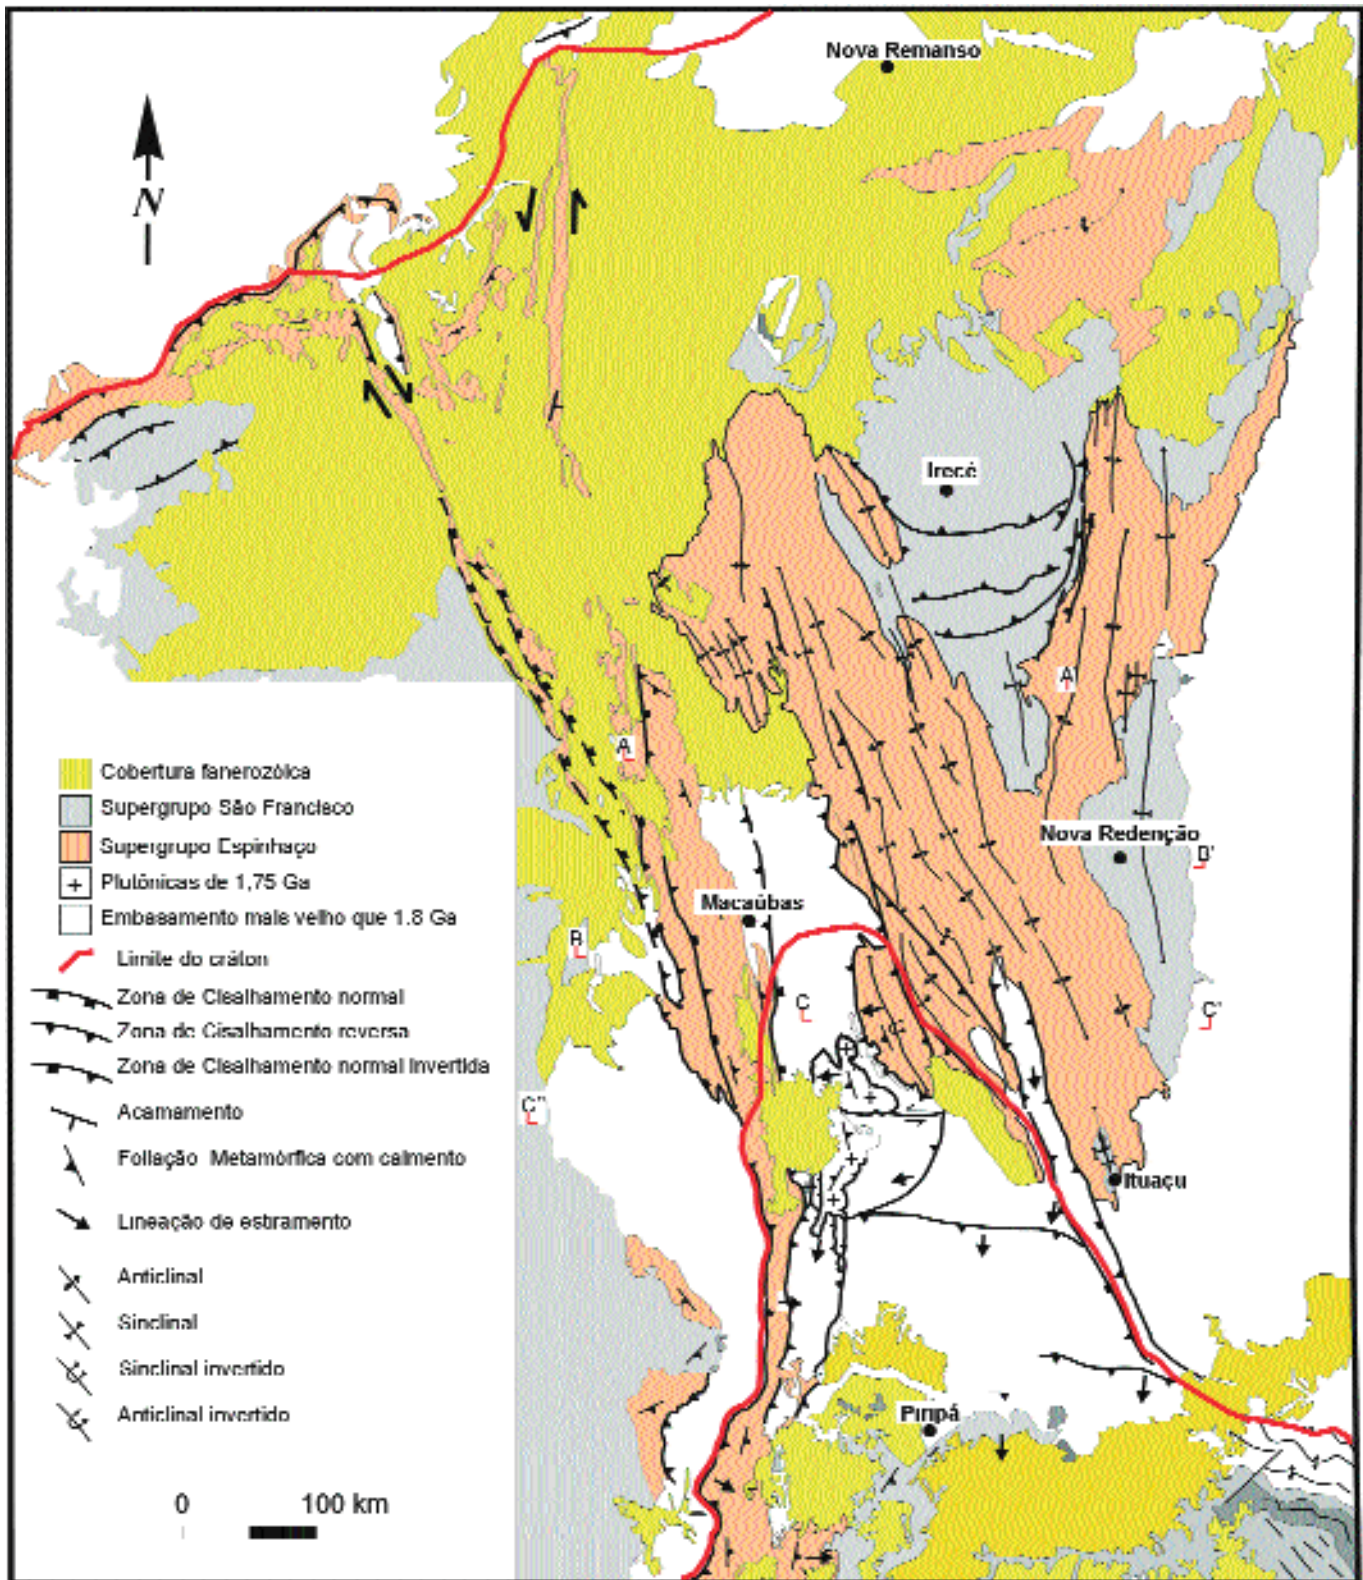 Nova Remanso
N
Irecê
A
A
Cobertura fanerozóica
Supergrupo São Francisco
Supergrupo Espinhaço
Plutônicas de 1,75 Ga
Embasamento mais velho que 1.8 Ga
Limite do cráton
Zona de Cisalhamento normal
Zona de Cisalhamento reversa
Zona de Cisalhamento normal invertida
Acamamento
Foliação Metamórfica com caimento
Lineação de estiramento
Anticlinal
Sinclinal
Sinclinal invertido
Anticlinal invertido
0 100 km
Nova Redenção
B'
Macaúbas
B
C
C'
C"
Ituaçu
Piripá